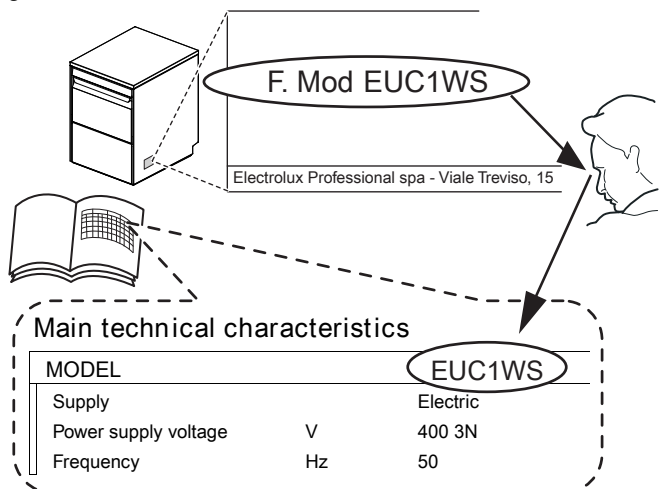 F. Mod EUC1WS
Electrolux Professional spa - Viale Treviso, 15
Main technical characteristics
MODEL EUC1WS
Supply Electric
Power supply voltage V 400 3N
Frequency Hz 50